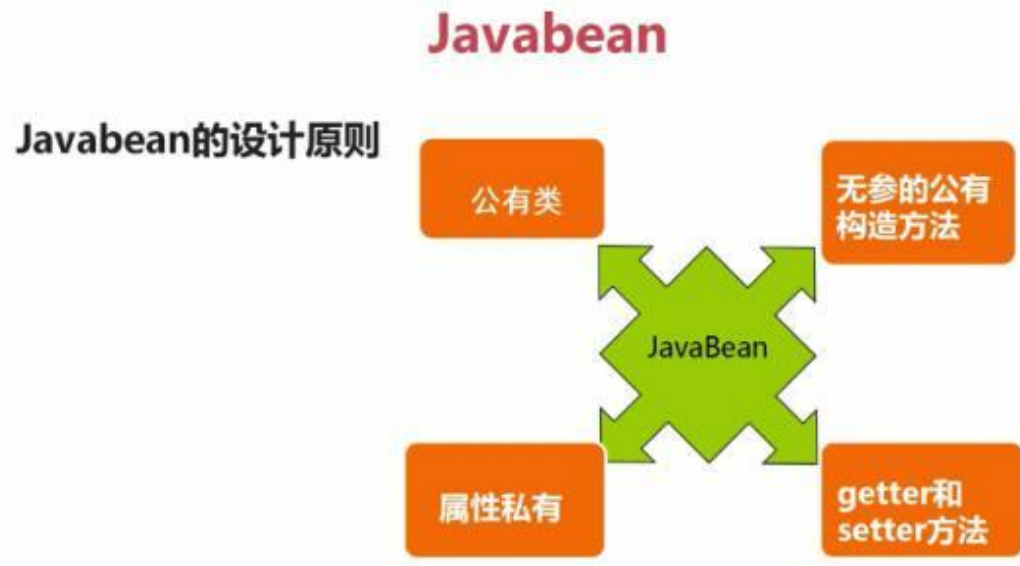 Javabean
Javabean的设计原则
公有类
无参的公有
构造方法
JavaBean
属性私有
getter和
setter方法